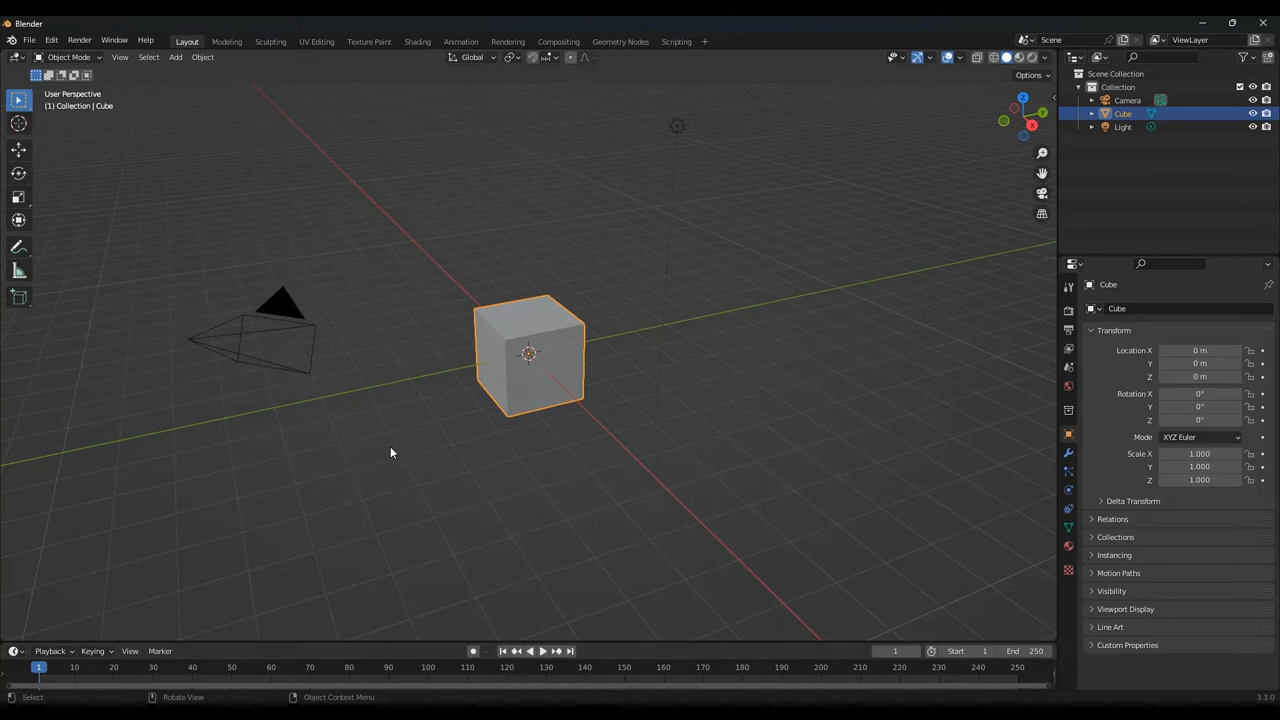 Blender
File Edit Render Window Help Layout Modeling Sculpting UV Editing Texture Paint Shading Animation Rendering Compositing Geometry Nodes Scripting + Scene ViewLayer
Object Mode View Select Add Object Global
Options
User Perspective
(1) Collection | Cube
Z
Y
X
Scene Collection
Collection
Camera
Cube
Light
Cube
Cube
Transform
Location X 0 m
Y 0 m
Z 0 m
Rotation X 0°
Y 0°
Z 0°
Mode XYZ Euler
Scale X 1.000
Y 1.000
Z 1.000
Delta Transform
Relations
Collections
Instancing
Motion Paths
Visibility
Viewport Display
Line Art
Custom Properties
Playback Keying View Marker 1 Start 1 End 250
1 10 20 30 40 50 60 70 80 90 100 110 120 130 140 150 160 170 180 190 200 210 220 230 240 250
Select Rotate View Object Context Menu 3.3.0